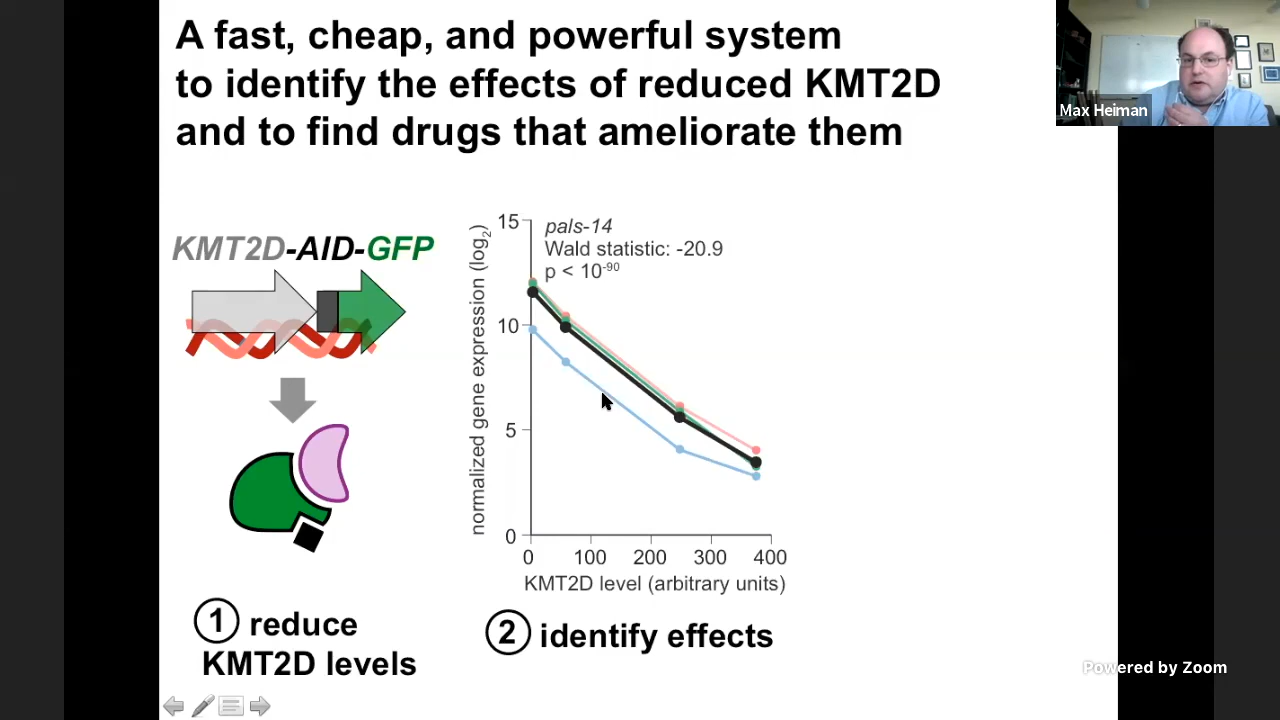 A fast, cheap, and powerful system
to identify the effects of reduced KMT2D
and to find drugs that ameliorate them
Max Heiman
KMT2D-AID-GFP
normalized gene expression (log2)
15
10
5
0
pals-14
Wald statistic: -20.9
p < 10-90
0 100 200 300 400
KMT2D level (arbitrary units)
1 reduce
KMT2D levels
2 identify effects
Powered by Zoom